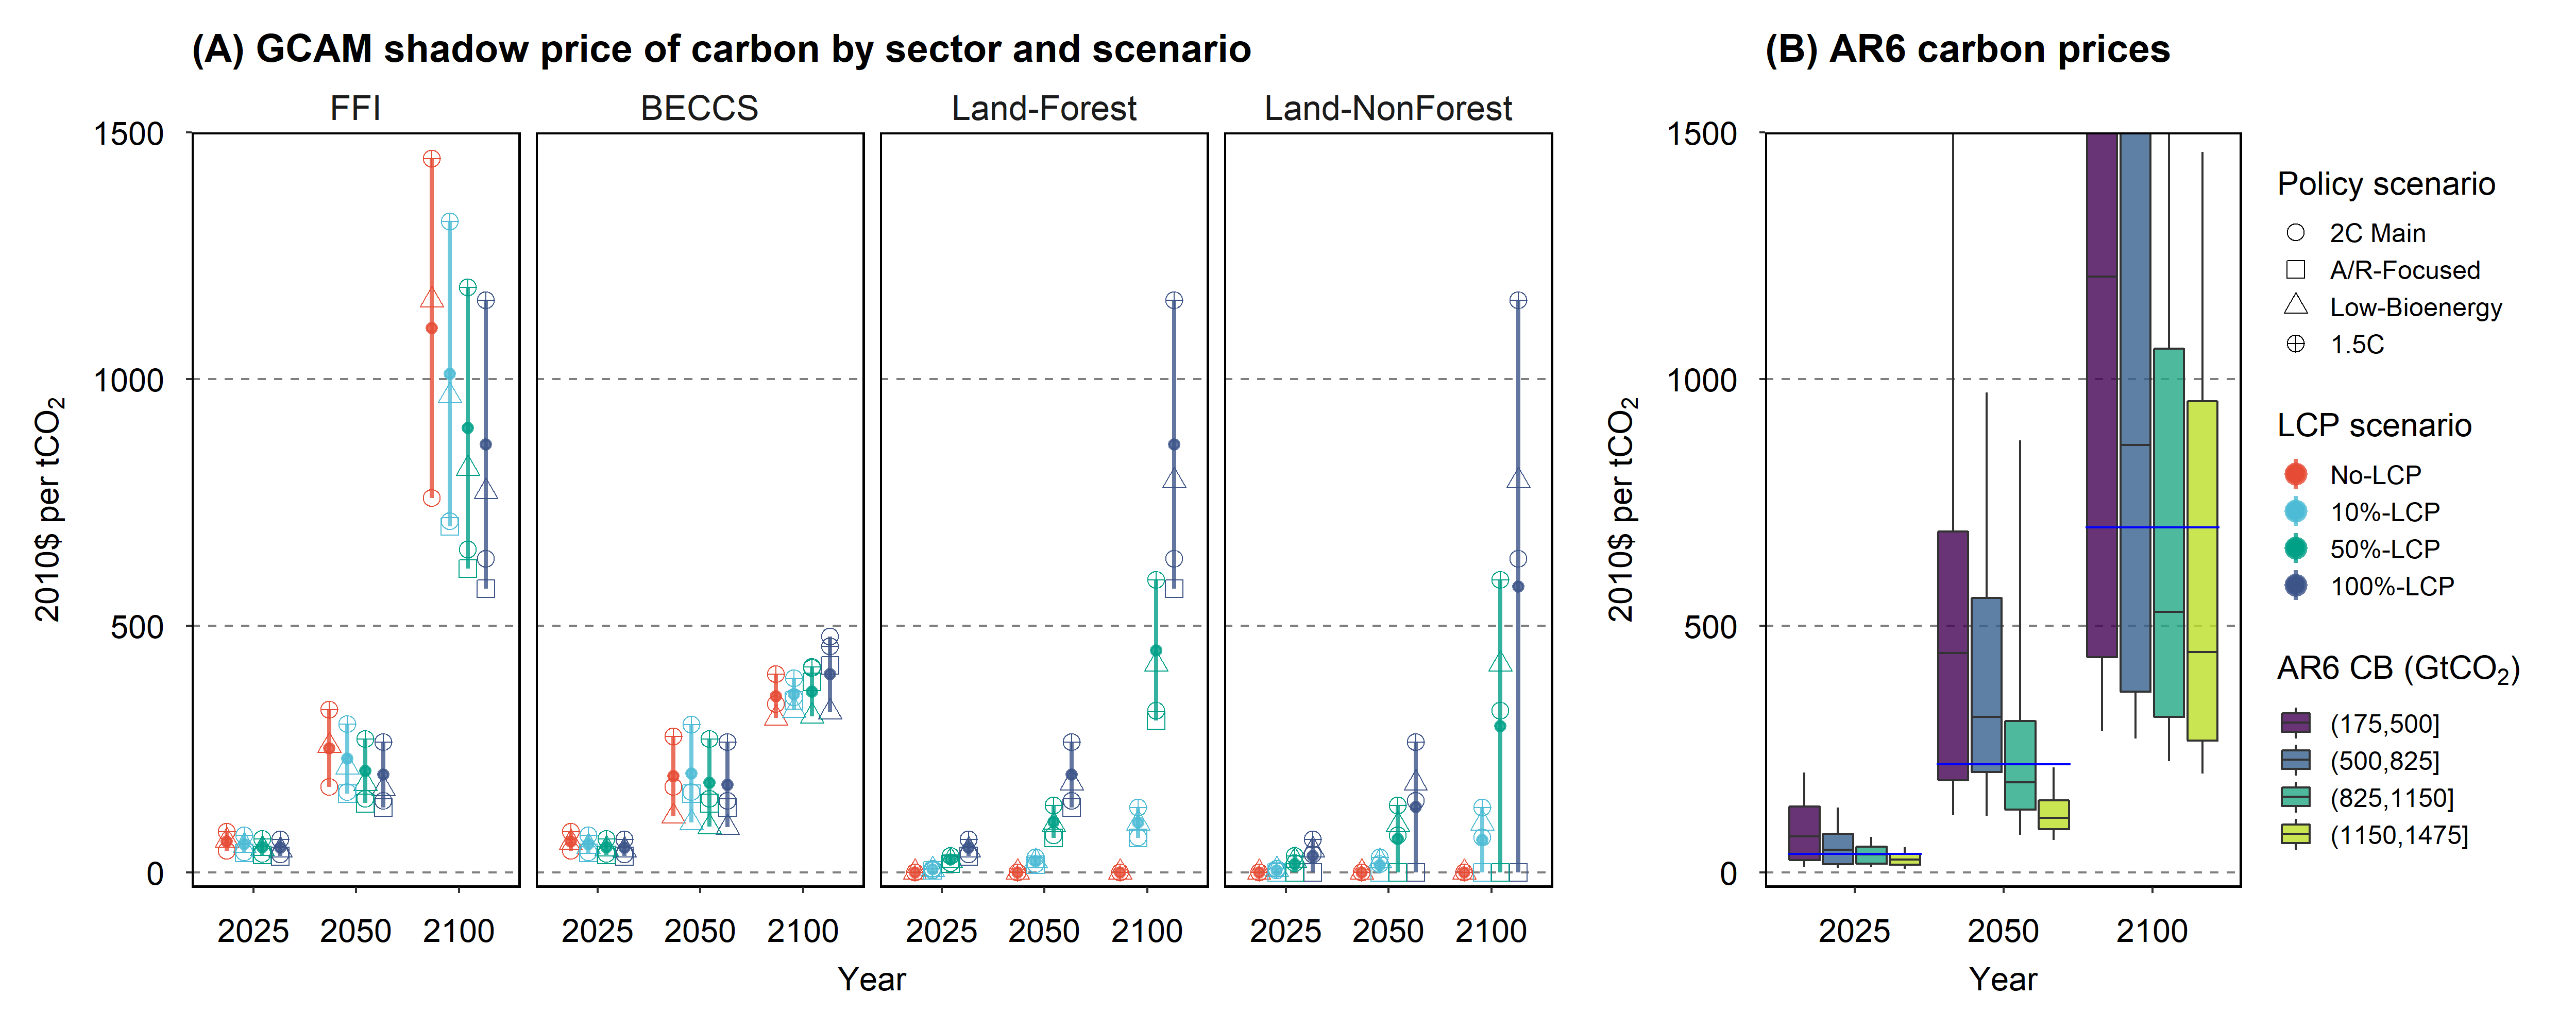 (A) GCAM shadow price of carbon by sector and scenario
FFI
BECCS
Land-Forest
Land-NonForest
2010$ per tCO₂
1500
1000
500
0
2025 2050 2100
2025 2050 2100
2025 2050 2100
2025 2050 2100
Year
(B) AR6 carbon prices
2010$ per tCO₂
1500
1000
500
0
2025 2050 2100
Year
Policy scenario
2C Main
A/R-Focused
Low-Bioenergy
1.5C
LCP scenario
No-LCP
10%-LCP
50%-LCP
100%-LCP
AR6 CB (GtCO₂)
(175,500]
(500,825]
(825,1150]
(1150,1475]